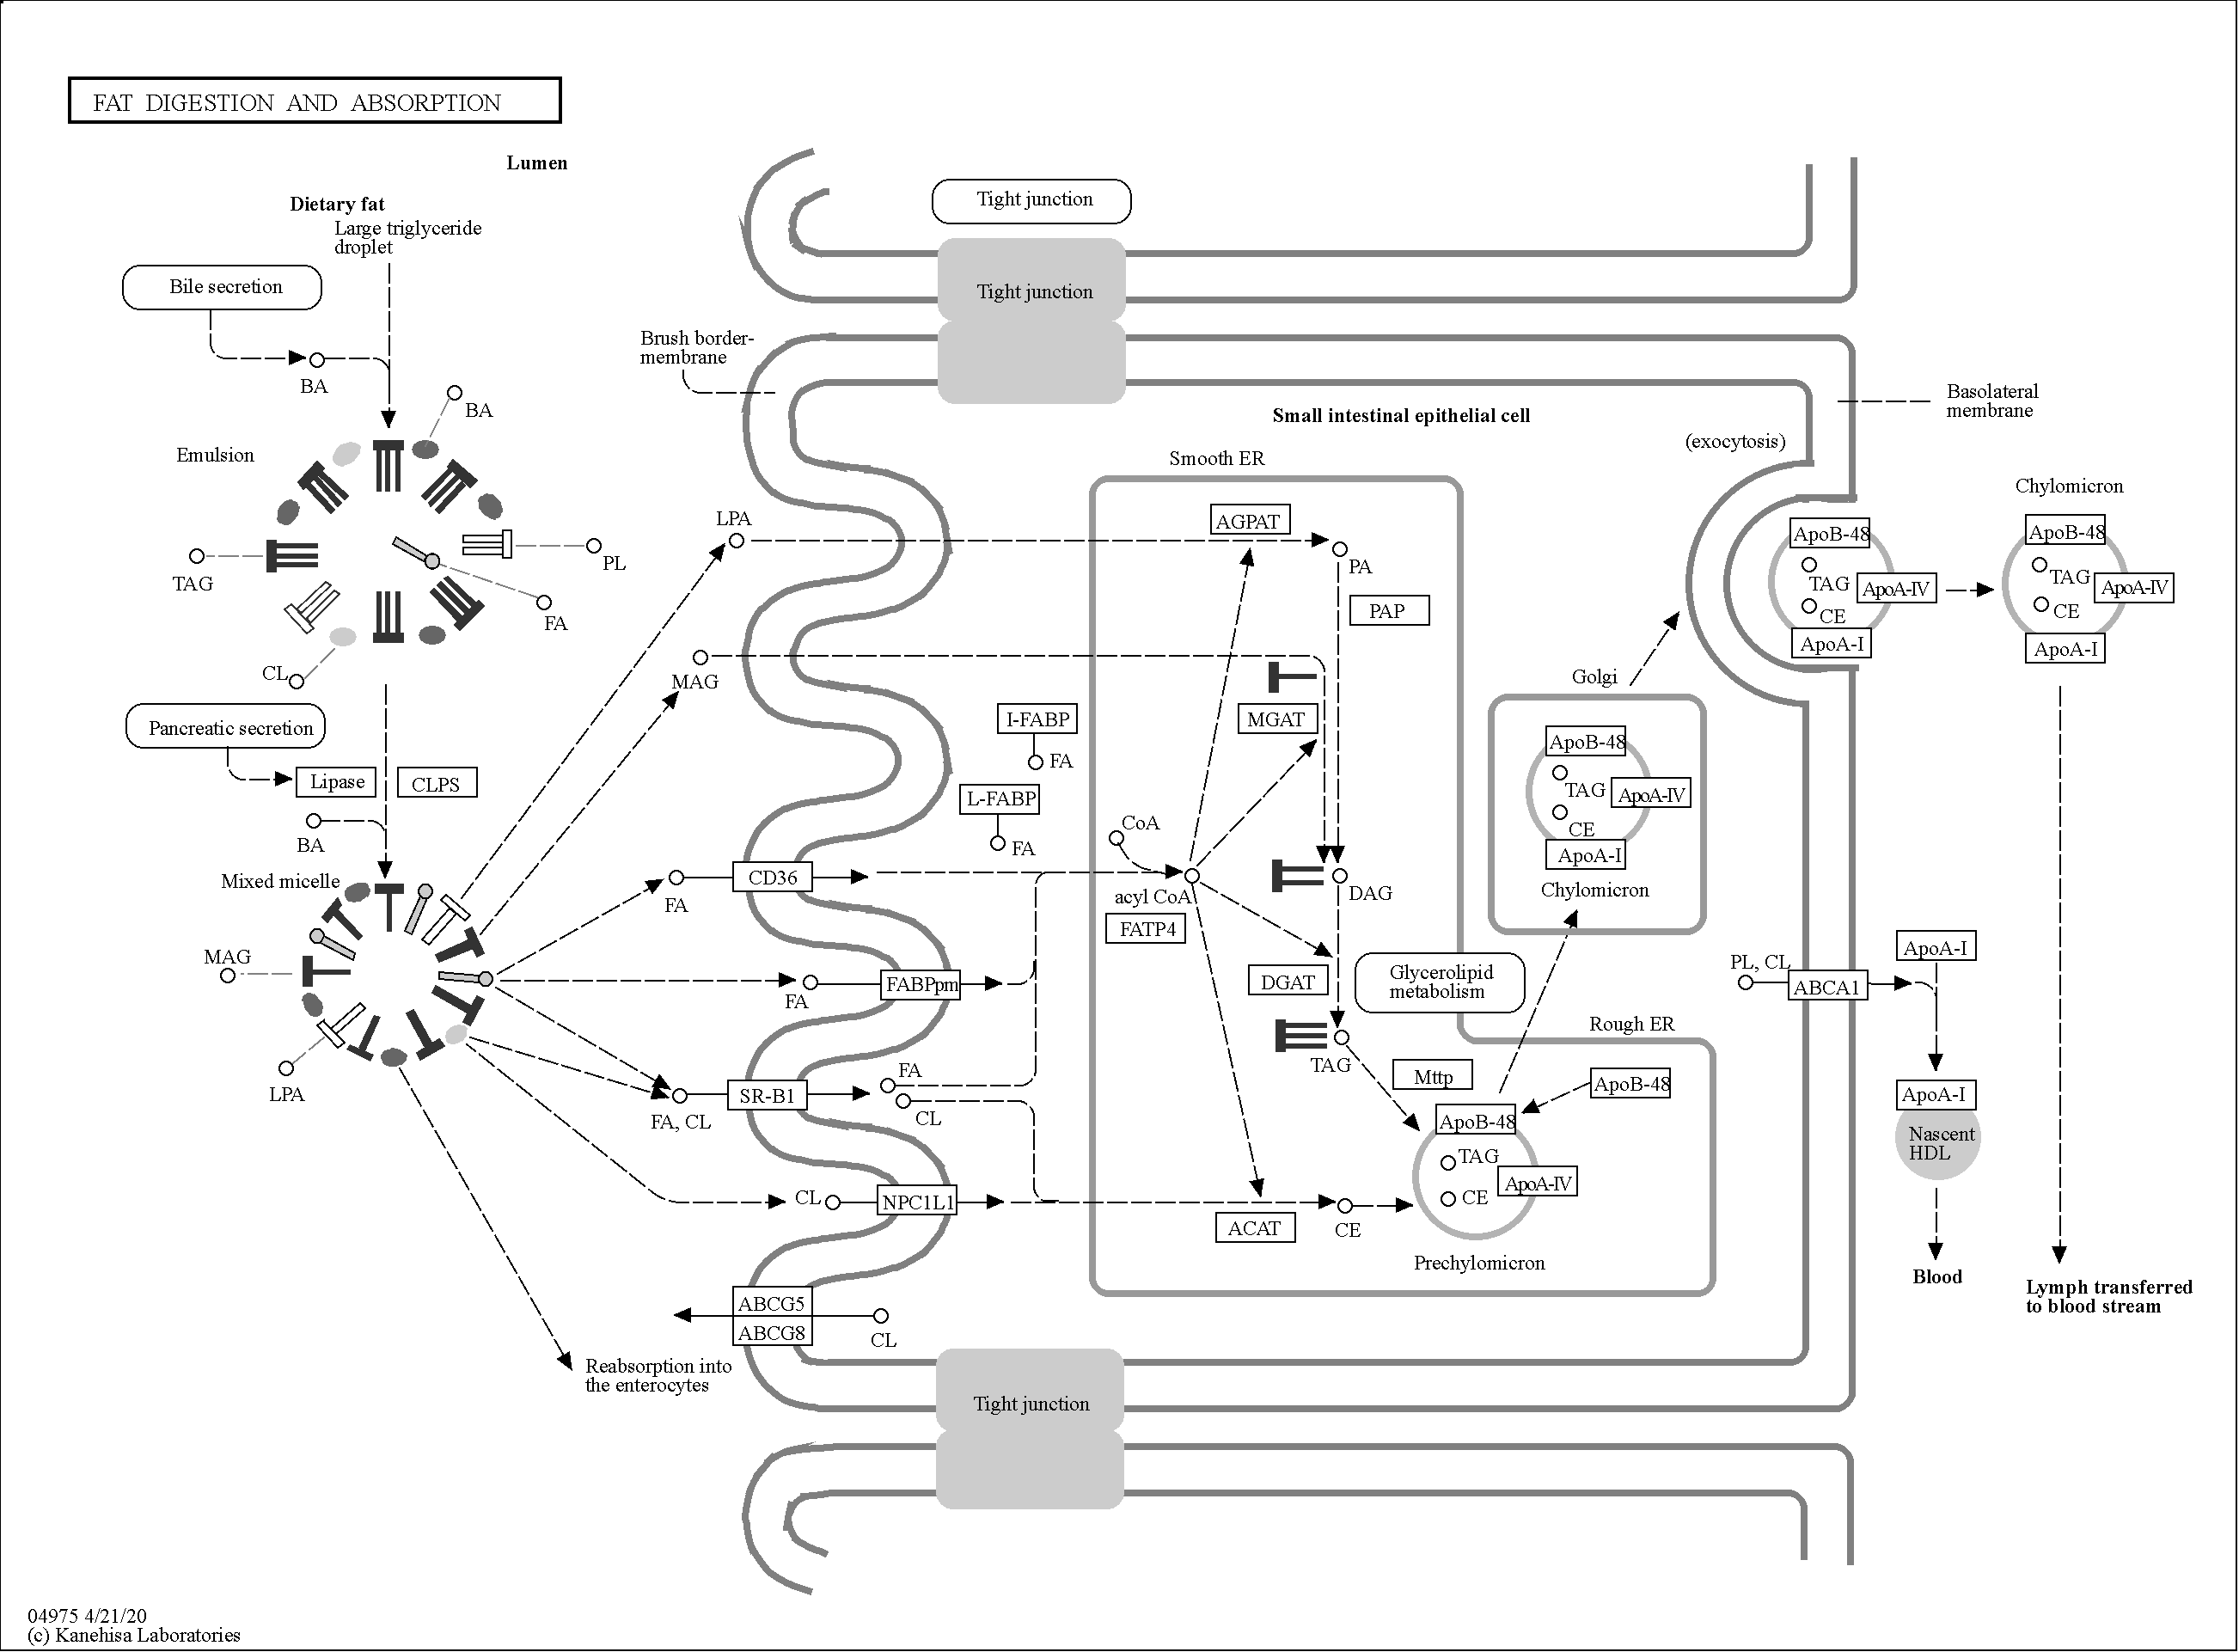 FAT DIGESTION AND ABSORPTION
Lumen
Dietary fat
Large triglyceride
droplet
Bile secretion
BA
BA
Emulsion
TAG
PL
FA
CL
Pancreatic secretion
Lipase
CLPS
BA
Mixed micelle
MAG
LPA
Reabsorption into
the enterocytes
Tight junction
Tight junction
Brush border-
membrane
LPA
MAG
FA
CD36
FA
FABPpm
FA, CL
SR-B1
FA
CL
CL
NPC1L1
ABCG5
ABCG8
CL
Tight junction
I-FABP
FA
L-FABP
FA
Small intestinal epithelial cell
Smooth ER
AGPAT
PA
PAP
MGAT
CoA
acyl CoA
FATP4
DAG
DGAT
Glycerolipid
metabolism
TAG
Mttp
Rough ER
ApoB-48
ApoB-48
TAG
CE
ApoA-IV
Prechylomicron
ACAT
CE
Golgi
ApoB-48
TAG
ApoA-IV
CE
ApoA-I
Chylomicron
(exocytosis)
Basolateral
membrane
ApoB-48
TAG
ApoA-IV
CE
ApoA-I
Chylomicron
ApoB-48
TAG
ApoA-IV
CE
ApoA-I
PL, CL
ABCA1
ApoA-I
ApoA-I
Nascent
HDL
Blood
Lymph transferred
to blood stream
04975 4/21/20
(c) Kanehisa Laboratories